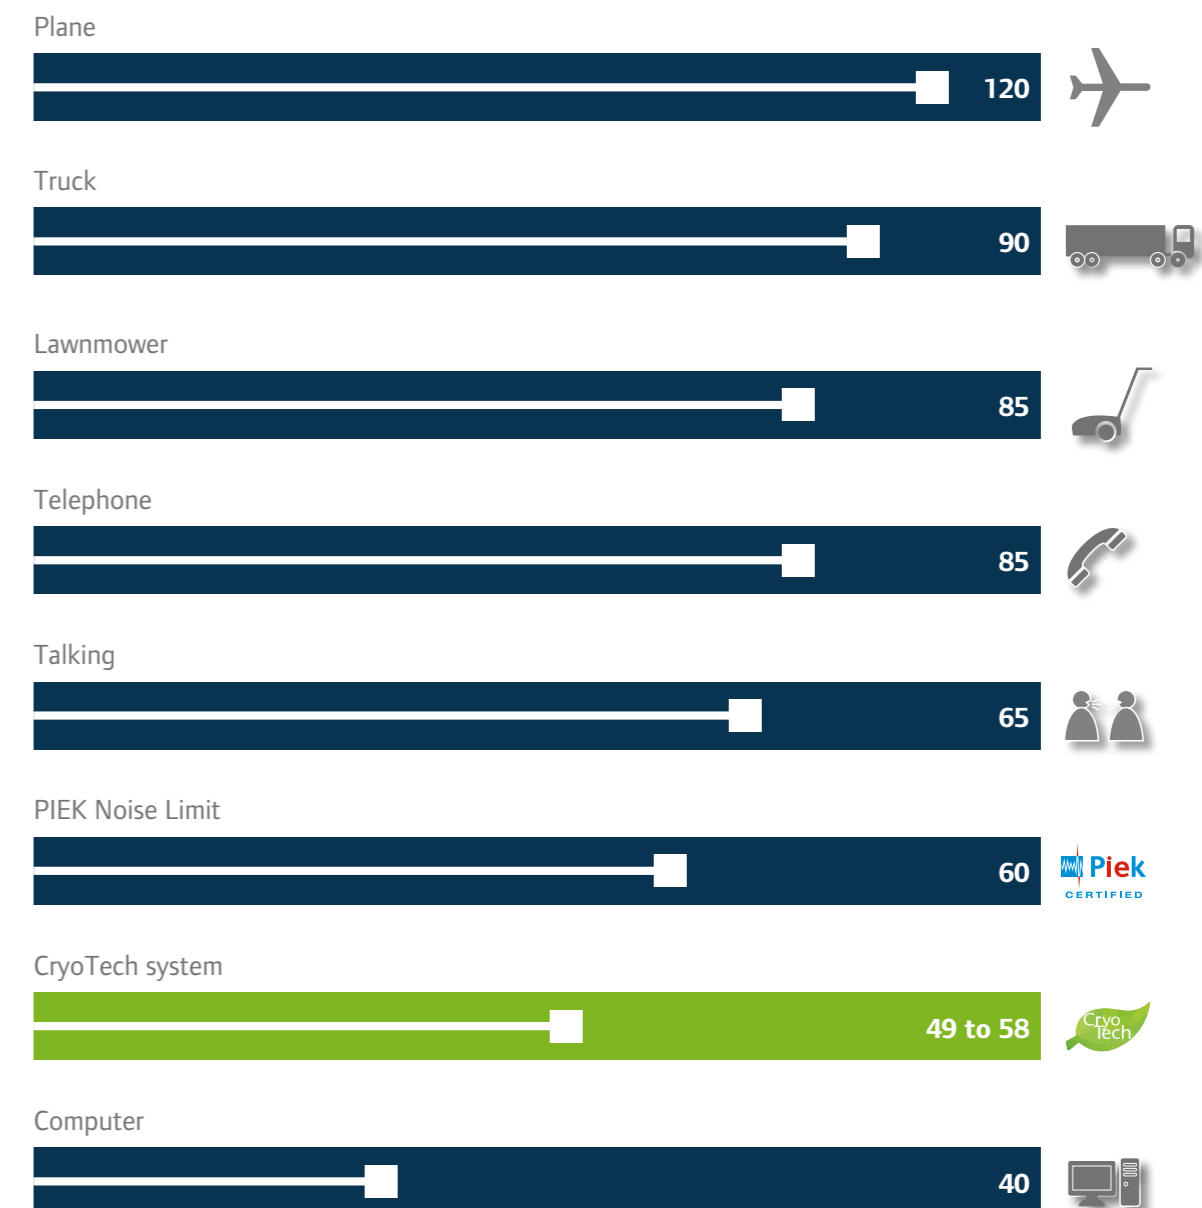 Plane
120
Truck
90
Lawnmower
85
Telephone
85
Talking
65
PIEK Noise Limit
60
Piek
CERTIFIED
CryoTech system
49 to 58
Cryo
Tech
Computer
40